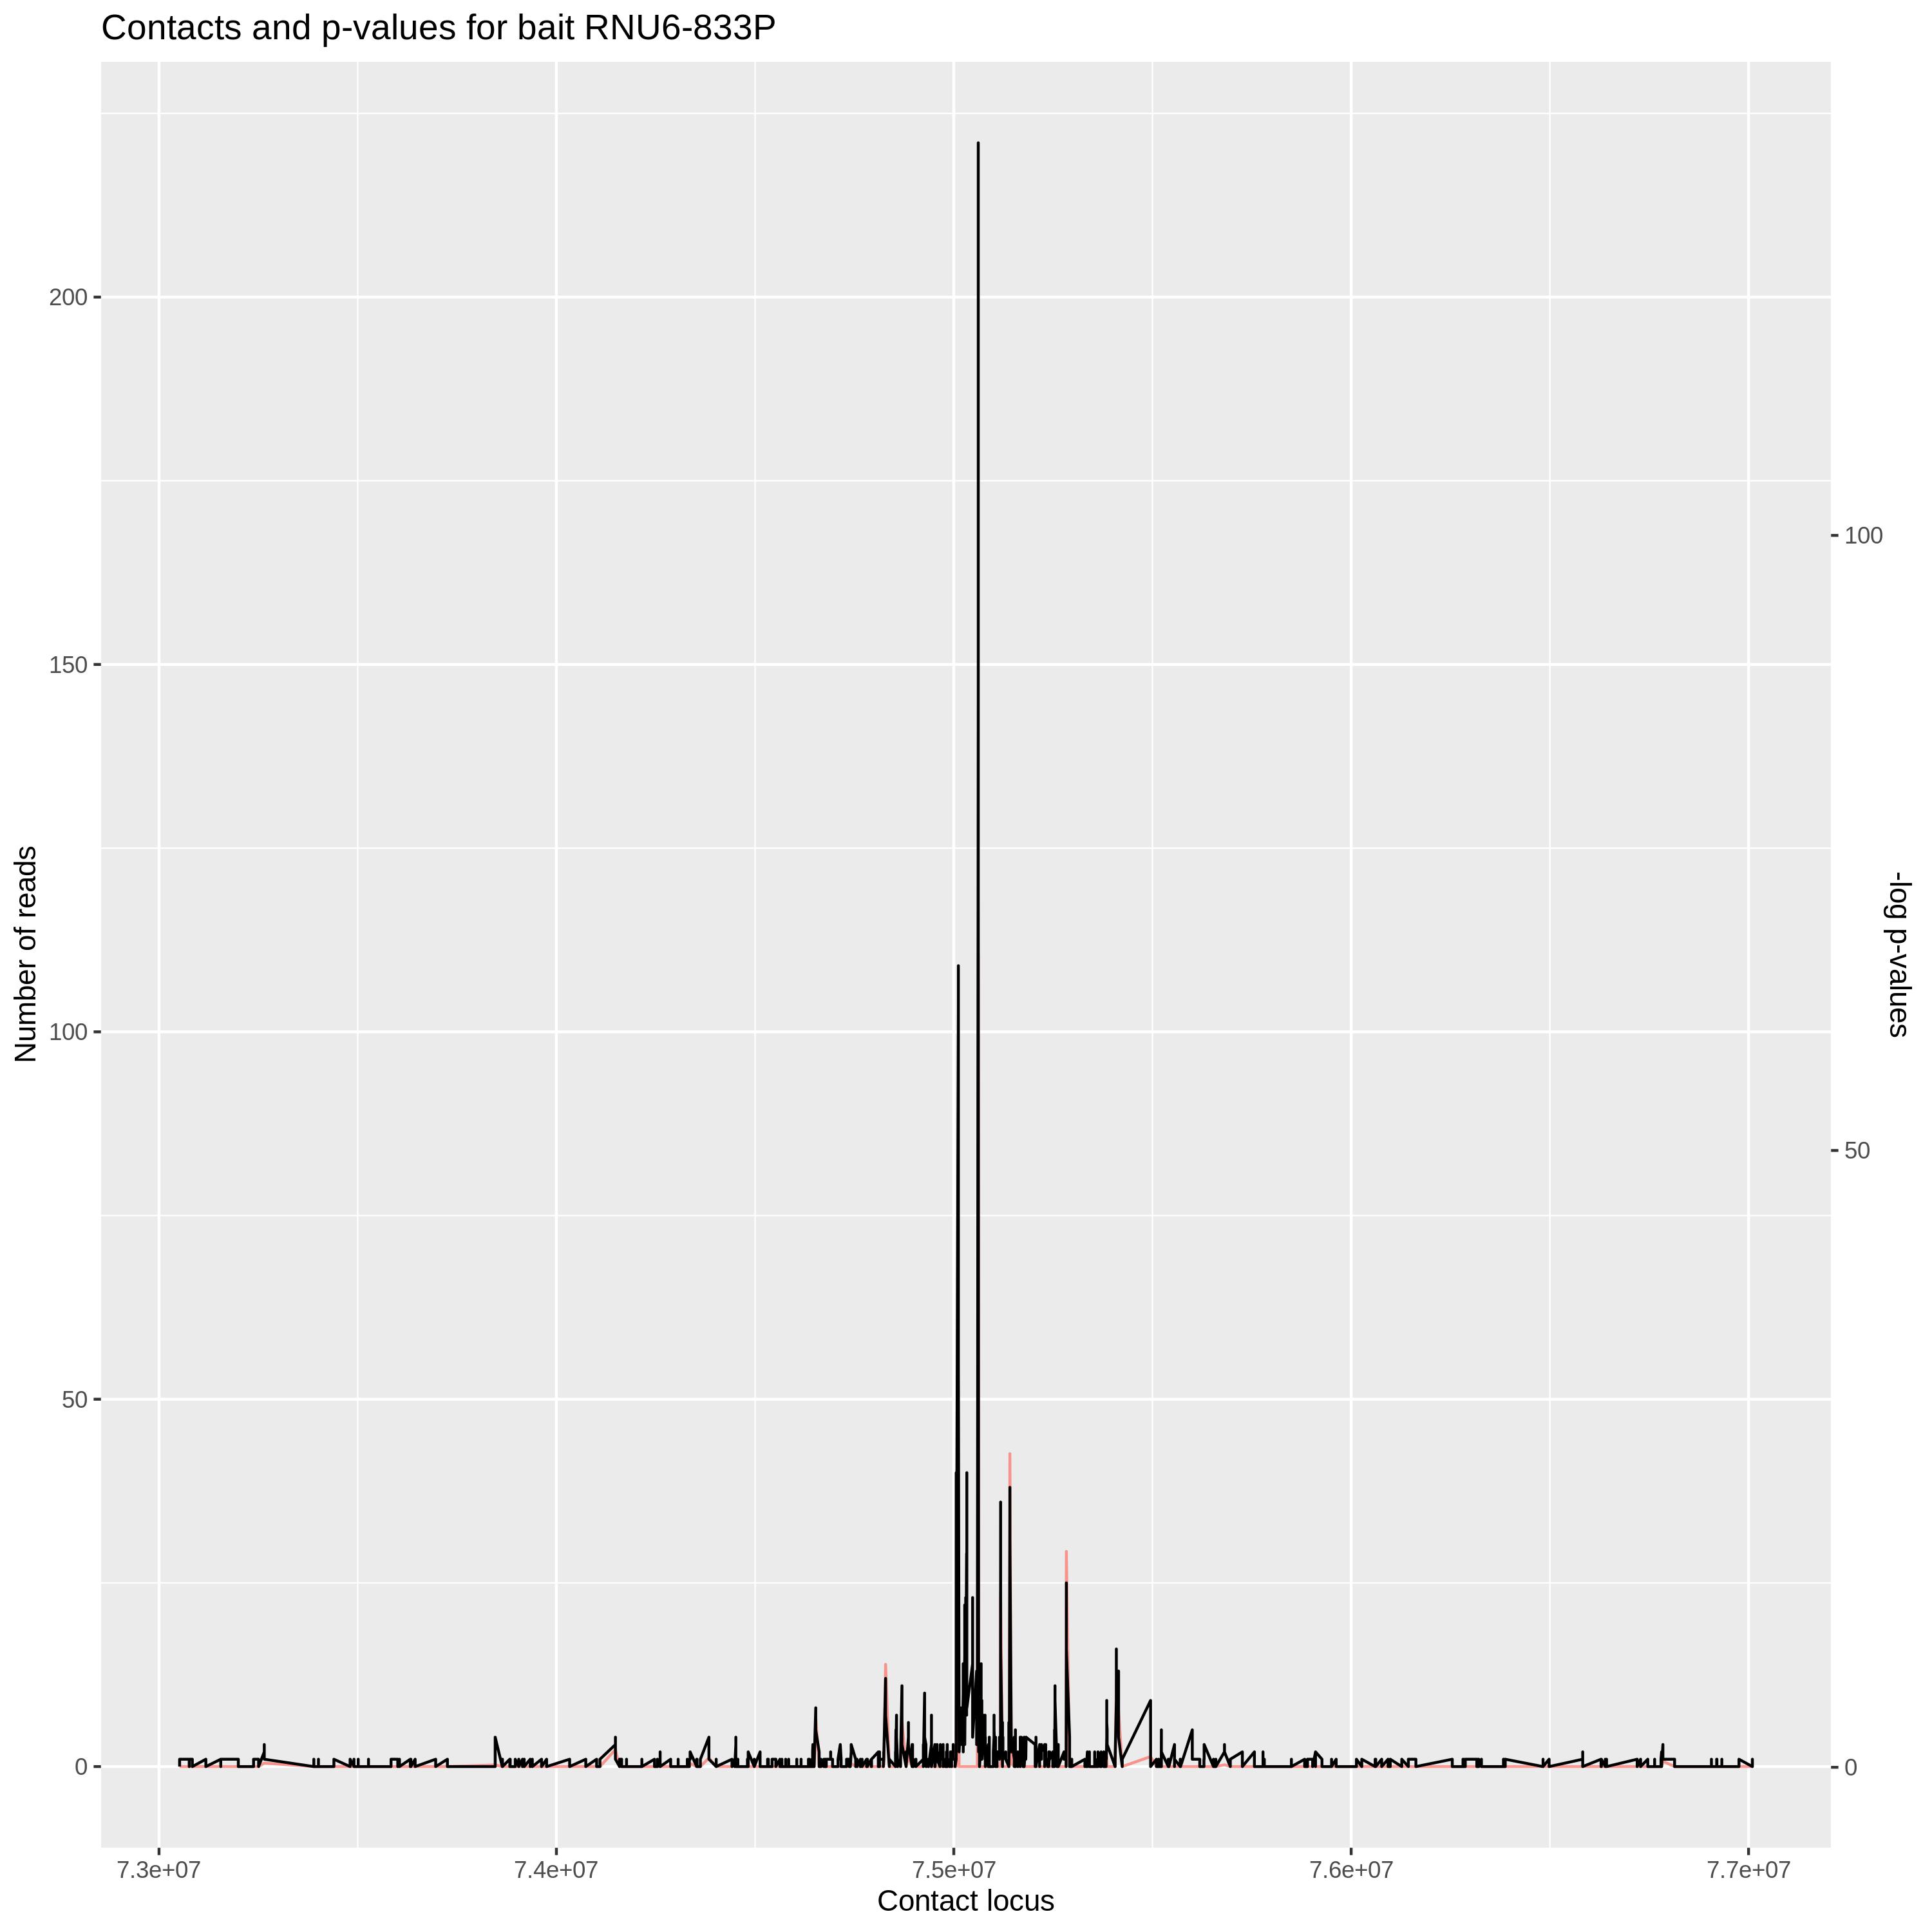 Contacts and p-values for bait RNU6-833P
200
150
100
50
0
Number of reads
100
50
0
-log p-values
7.3e+07
7.4e+07
7.5e+07
7.6e+07
7.7e+07
Contact locus